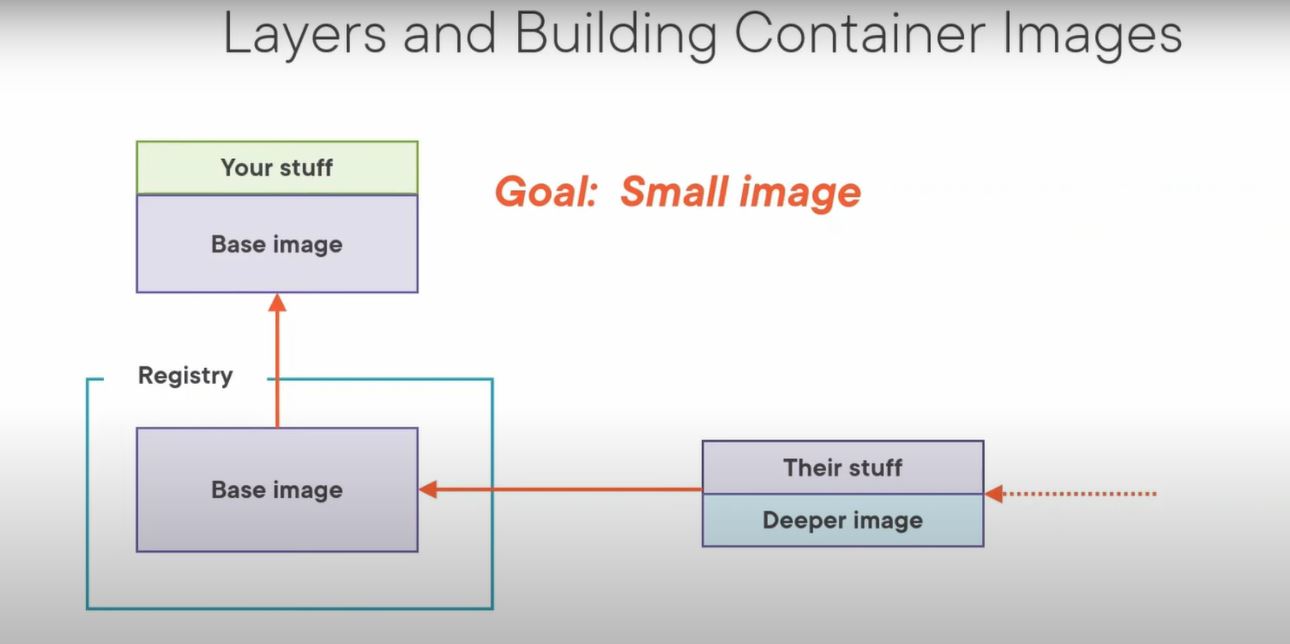 Layers and Building Container Images
Your stuff
Base image
Goal: Small image
Registry
Base image
Their stuff
Deeper image